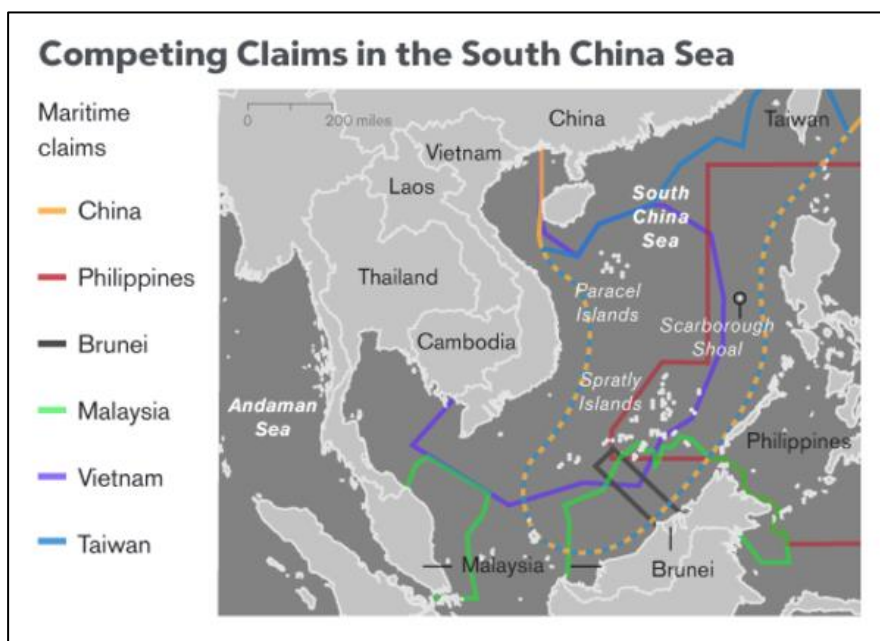 Competing Claims in the South China Sea
Maritime
claims
China
Philippines
Brunei
Malaysia
Vietnam
Taiwan
0
200 miles
China
Taiwan
Vietnam
Laos
South
China
Sea
Thailand
Paracel
Islands
Cambodia
Scarborough
Shoal
Spratly
Islands
Andaman
Sea
Philippines
Malaysia
Brunei